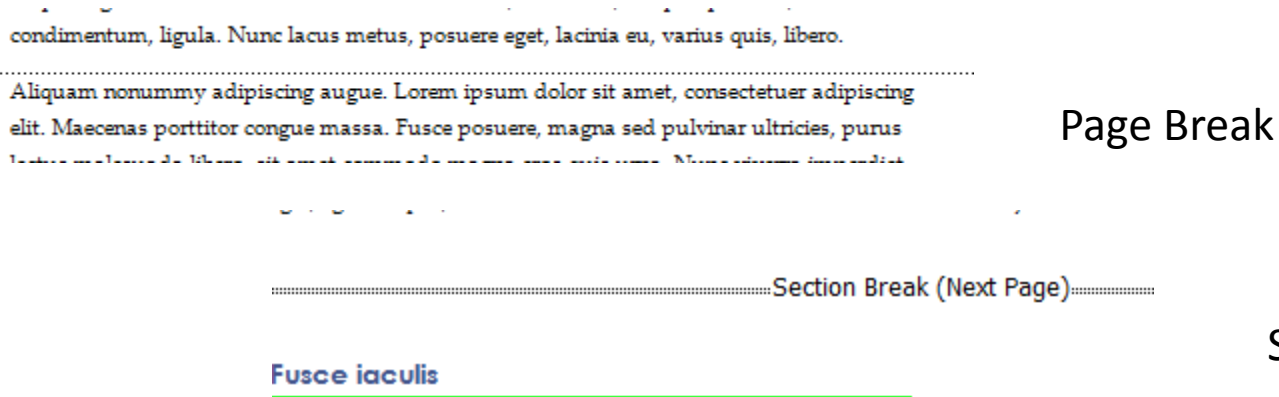 condimentum, ligula. Nunc lacus metus, posuere eget, lacinia eu, varius quis, libero.
Aliquam nonummy adipiscing augue. Lorem ipsum dolor sit amet, consectetuer adipiscing
elit. Maecenas porttitor congue massa. Fusce posuere, magna sed pulvinar ultricies, purus
Page Break
Section Break (Next Page)
S
Fusce iaculis